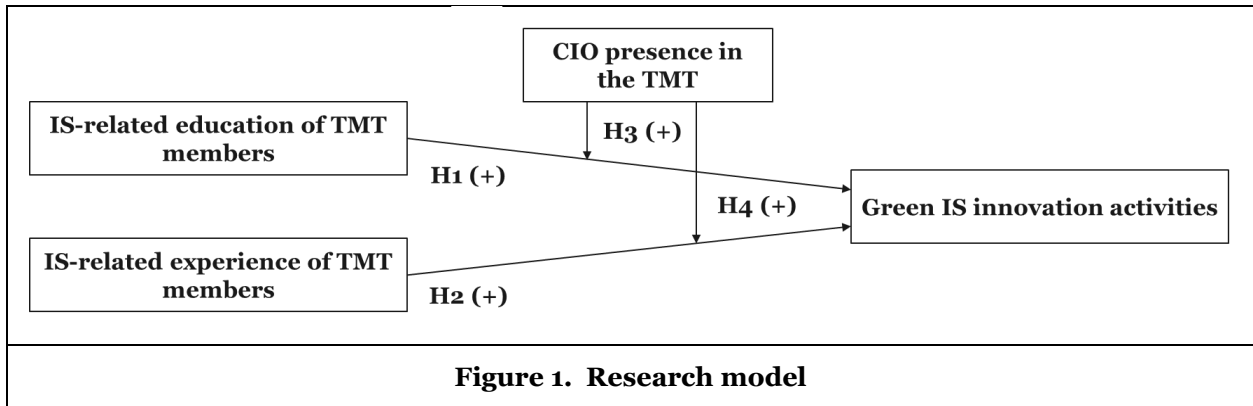 CIO presence in
the TMT
IS-related education of TMT
members
H3 (+)
H1 (+)
H4 (+)
Green IS innovation activities
IS-related experience of TMT
members
H2 (+)
Figure 1. Research model